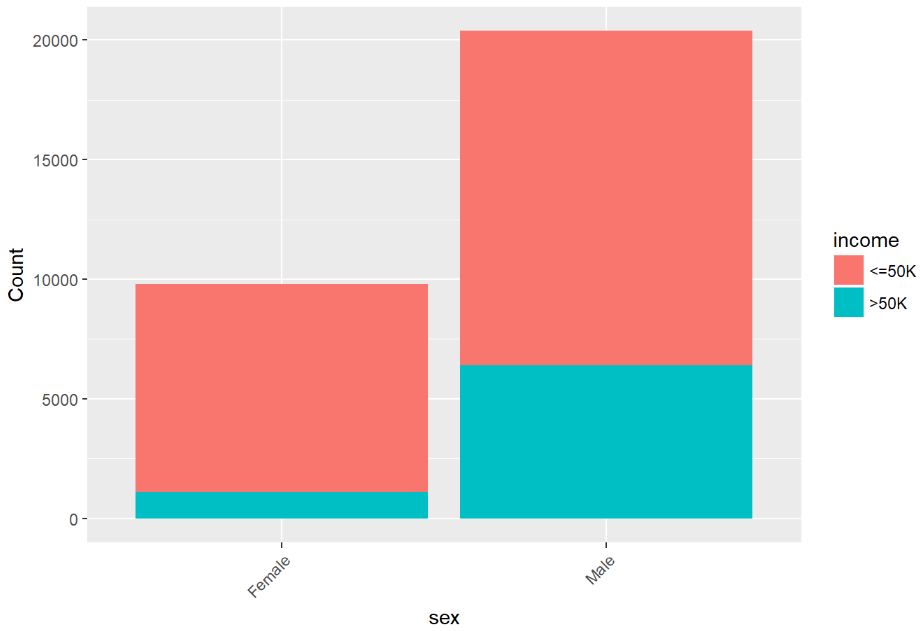 20000
15000
10000
5000
0
Count
Female
Male
sex
income
<=50K
>50K